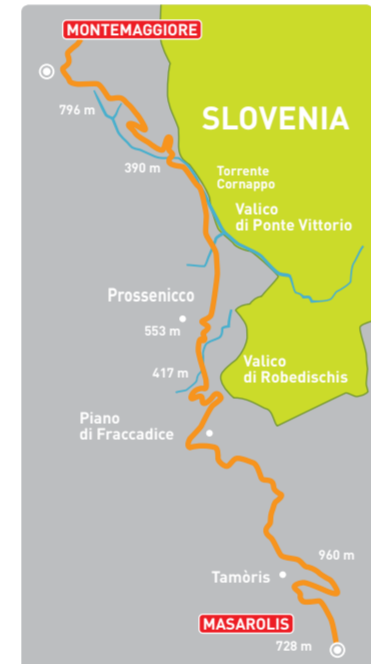 MONTEMAGGIORE
796 m
SLOVENIA
390 m
Torrente
Cornappo
Valico
di Ponte Vittorio
Prossenicco
553 m
417 m
Valico
di Robedischis
Piano
di Fraccadice
960 m
Tamòris
MASAROLIS
728 m